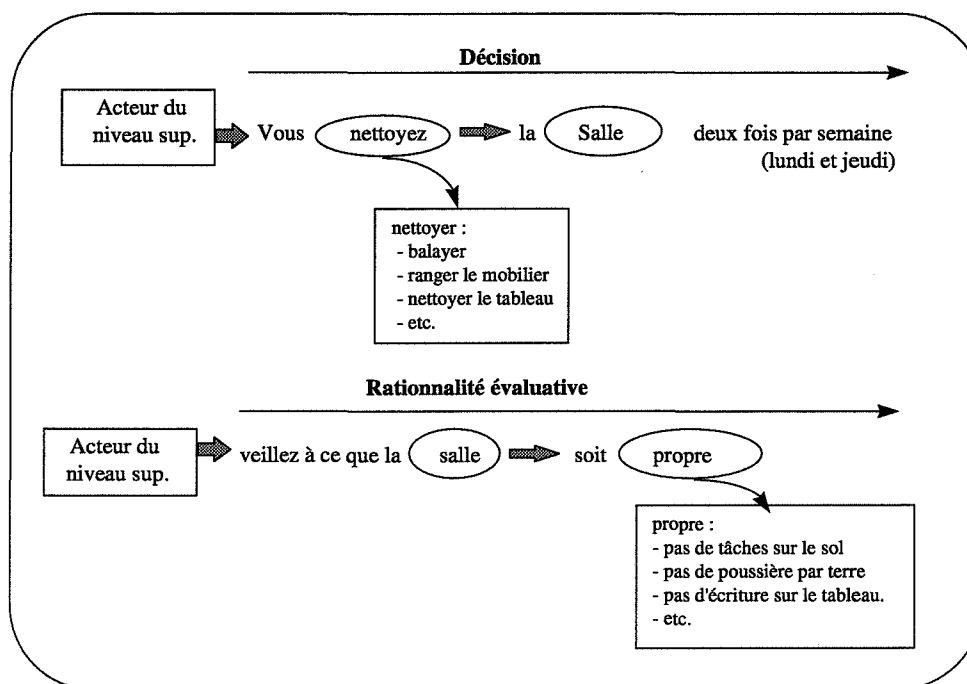 Décision
Acteur du
niveau sup.
Vous nettoyez la Salle deux fois par semaine
(lundi et jeudi)
nettoyer :
- balayer
- ranger le mobilier
- nettoyer le tableau
- etc.
Rationnalité évaluative
Acteur du
niveau sup.
veillez à ce que la salle soit propre
propre :
- pas de tâches sur le sol
- pas de poussière par terre
- pas d'écriture sur le tableau.
- etc.